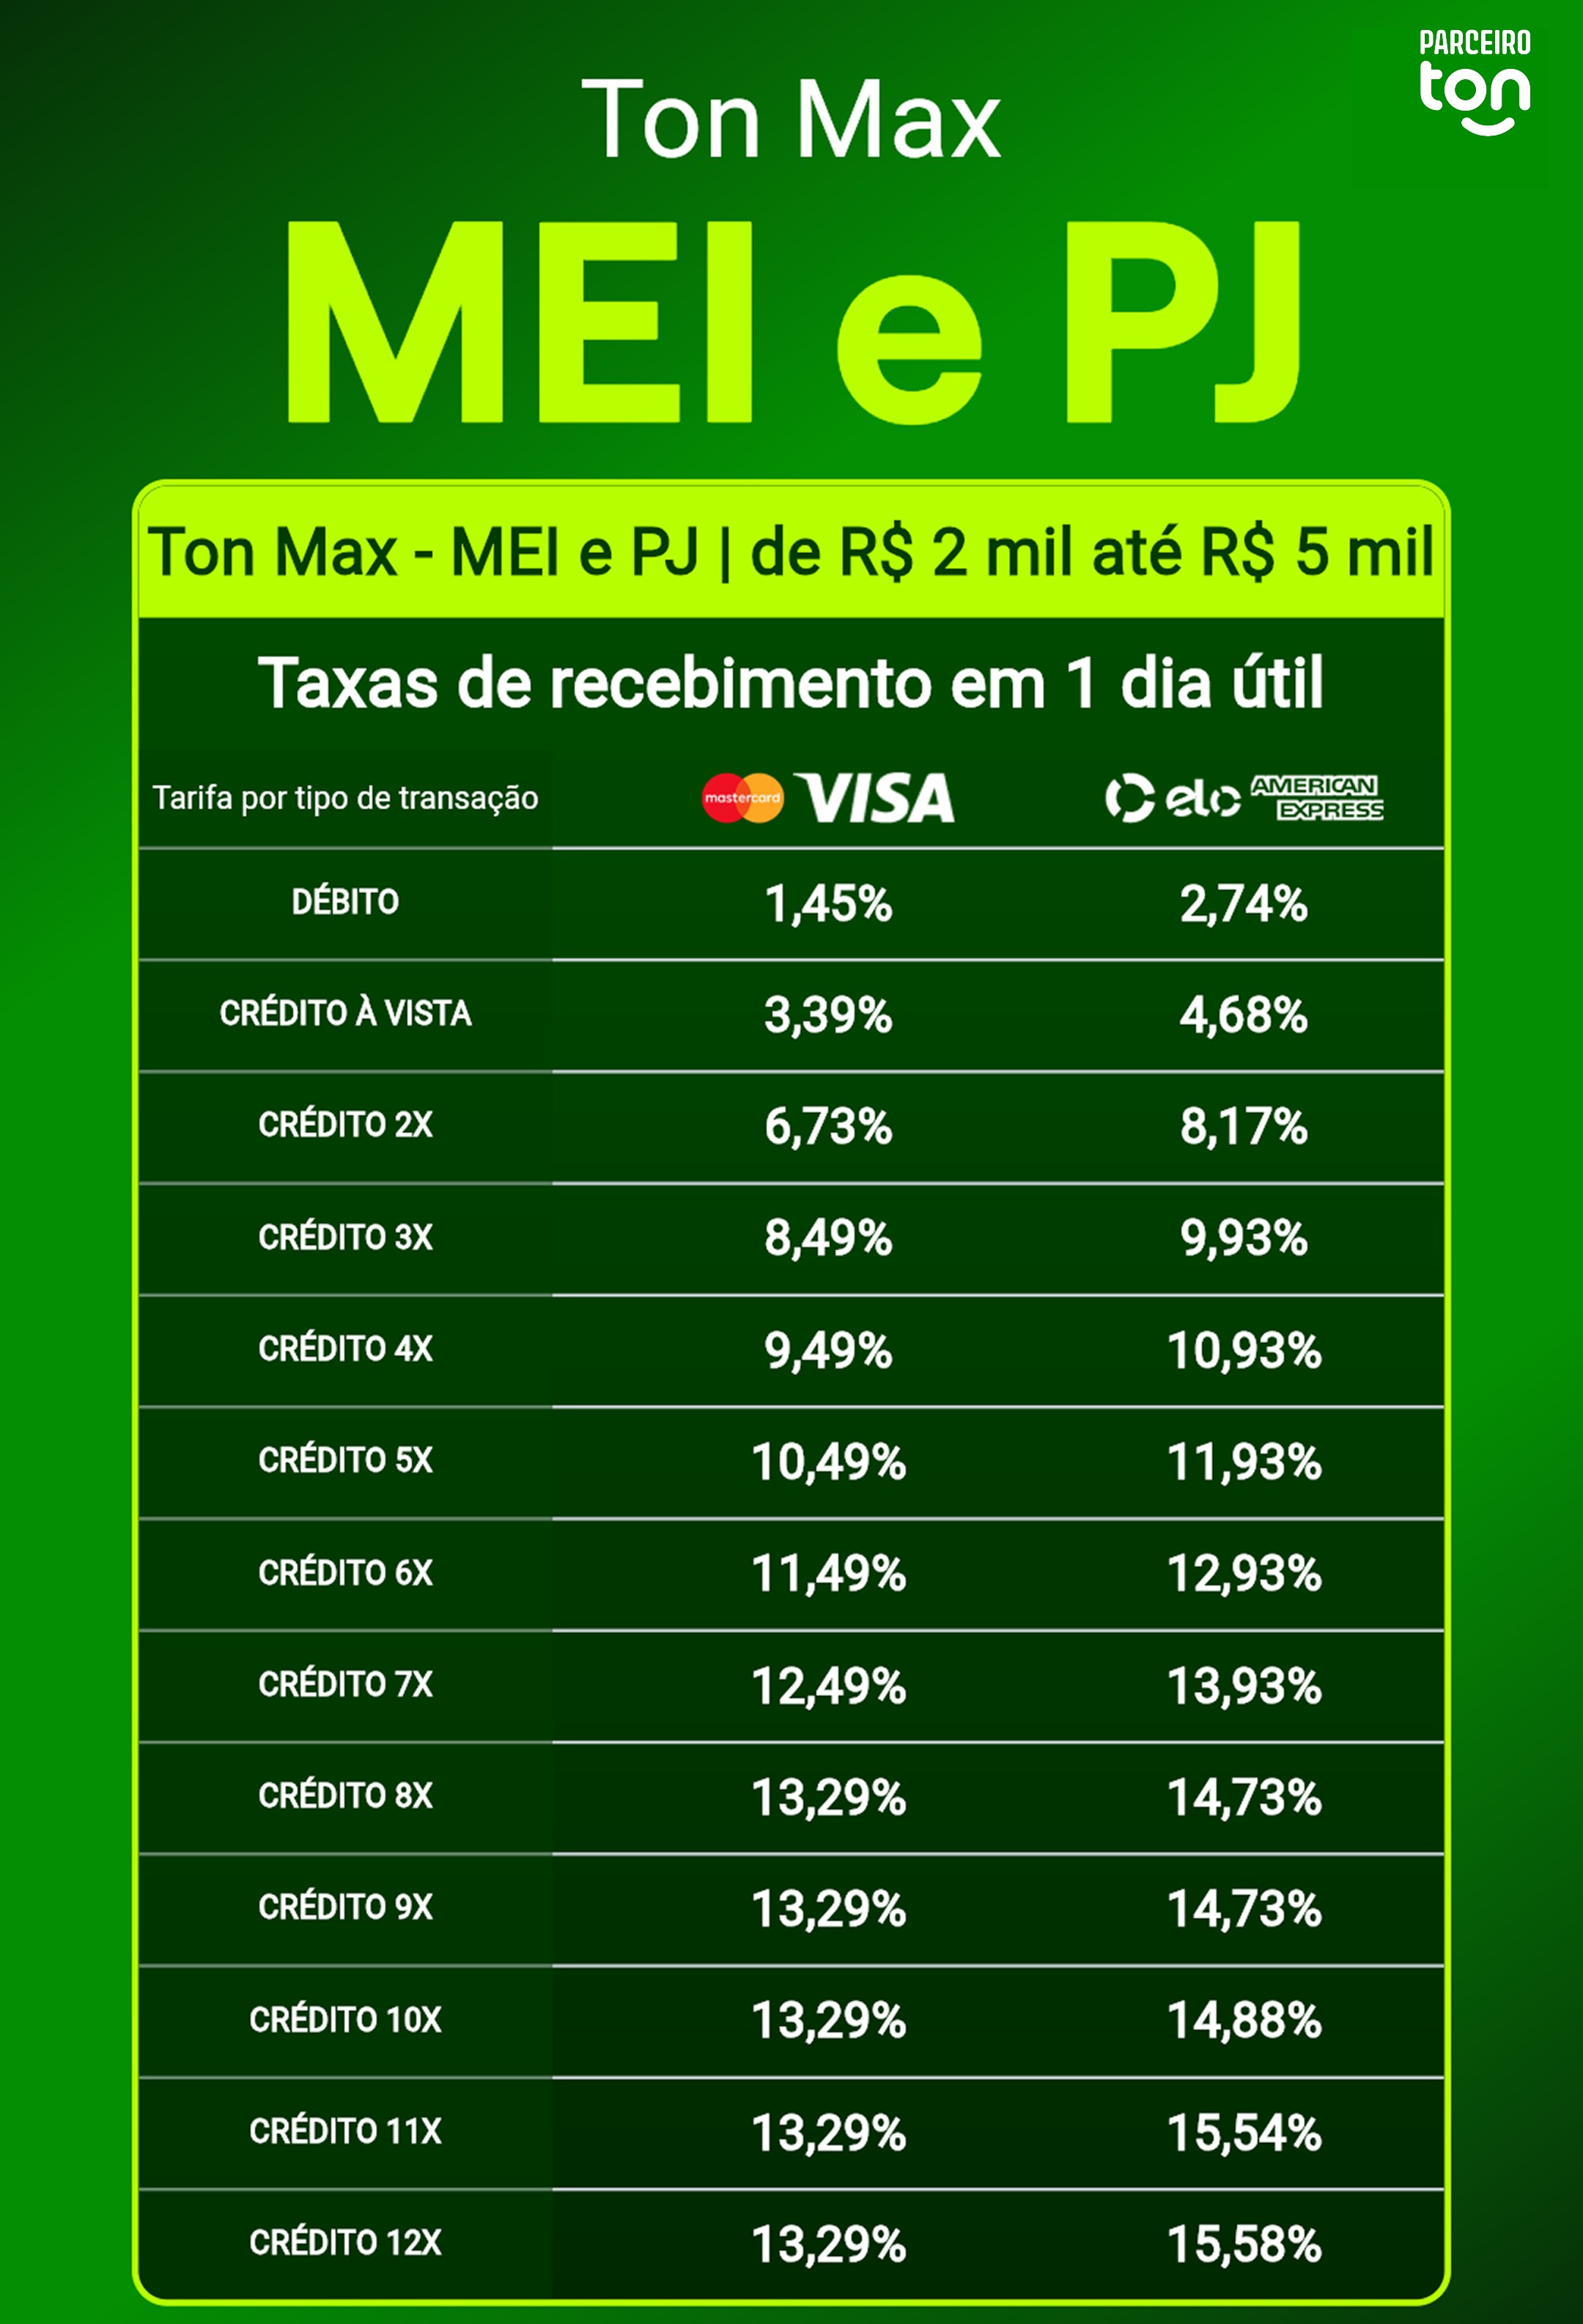 PARCEIRO
ton
Ton Max
MEI e PJ
Ton Max - MEI e PJ | de R$ 2 mil até R$ 5 mil
Taxas de recebimento em 1 dia útil
Tarifa por tipo de transação mastercard VISA elo AMERICAN EXPRESS
DÉBITO 1,45% 2,74%
CRÉDITO À VISTA 3,39% 4,68%
CRÉDITO 2X 6,73% 8,17%
CRÉDITO 3X 8,49% 9,93%
CRÉDITO 4X 9,49% 10,93%
CRÉDITO 5X 10,49% 11,93%
CRÉDITO 6X 11,49% 12,93%
CRÉDITO 7X 12,49% 13,93%
CRÉDITO 8X 13,29% 14,73%
CRÉDITO 9X 13,29% 14,73%
CRÉDITO 10X 13,29% 14,88%
CRÉDITO 11X 13,29% 15,54%
CRÉDITO 12X 13,29% 15,58%